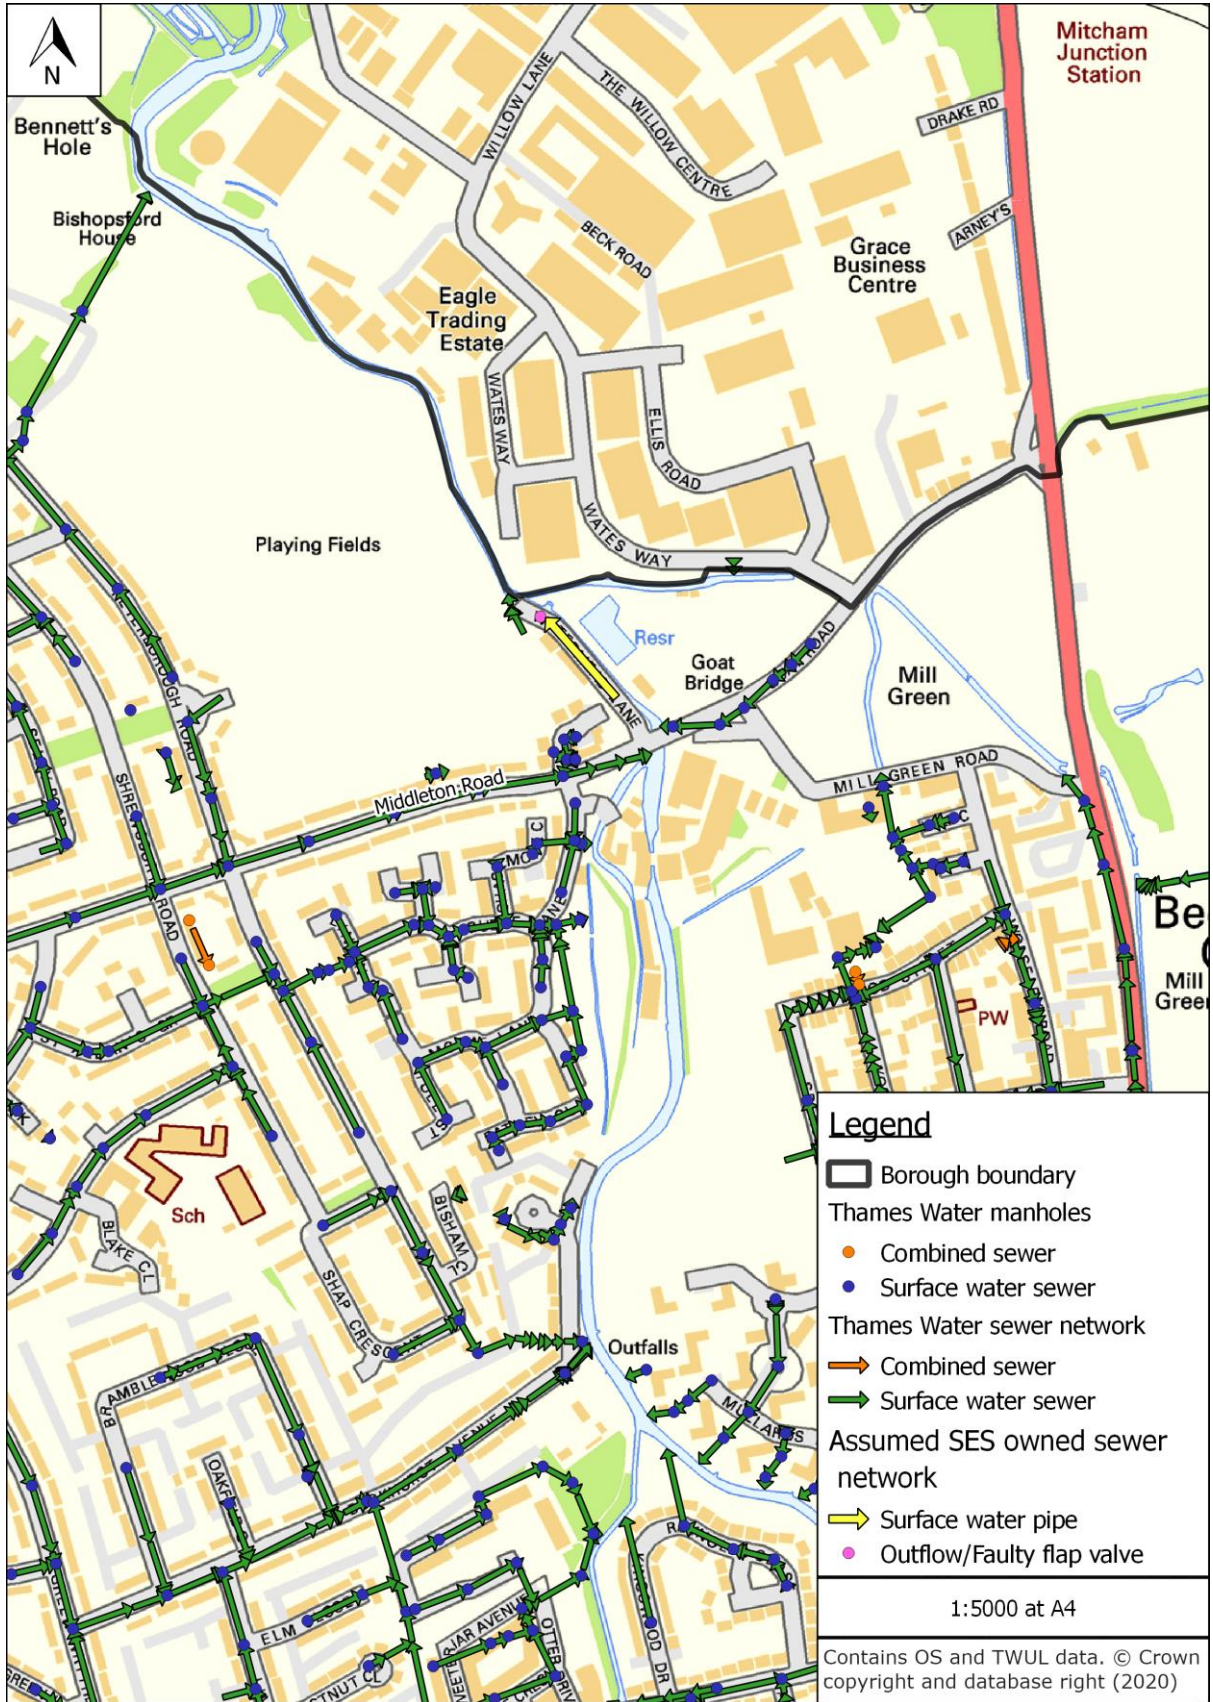 N
Mitcham
Junction
Station
Bennett's
Hole
WILLOW LANE
THE WILLOW CENTRE
DRAKE RD
Bishopsford
House
BECK ROAD
ARNEY'S
Grace
Business
Centre
Eagle
Trading
Estate
WATES WAY
ELLIS ROAD
WATES WAY
Playing Fields
Resr
Goat
Bridge
ROAD
Mill
Green
LANE
ROAD
MILL GREEN ROAD
Middleton Road
SHREWSBURY ROAD
Be
Mill
Green
PW
Sch
BLAKE CL
BISHAM CL
SHAP CRESCENT
Outfalls
ELM
OTTER DRIV
Legend
Borough boundary
Thames Water manholes
Combined sewer
Surface water sewer
Thames Water sewer network
Combined sewer
Surface water sewer
Assumed SES owned sewer
network
Surface water pipe
Outflow/Faulty flap valve
1:5000 at A4
Contains OS and TWUL data. © Crown
copyright and database right (2020)